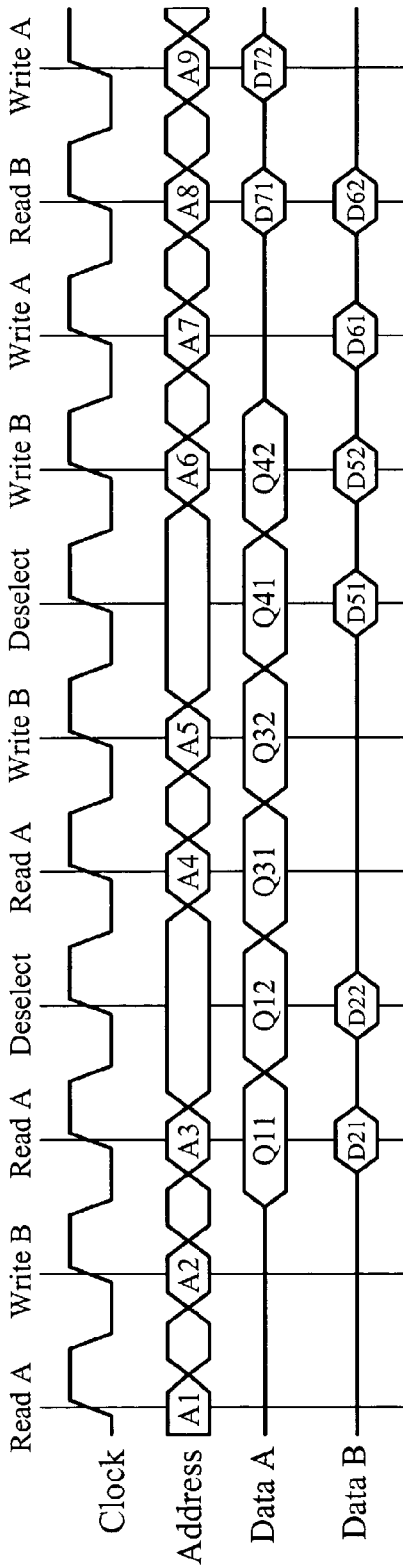 Read A Write B Read A Deselect Read A Write B Deselect Write B Write A Read B Write A
Clock
Address A1 A2 A3 A4 A5 A6 A7 A8 A9
Data A Q11 Q12 Q31 Q32 Q41 Q42 D71 D72
Data B D21 D22 D51 D52 D61 D62